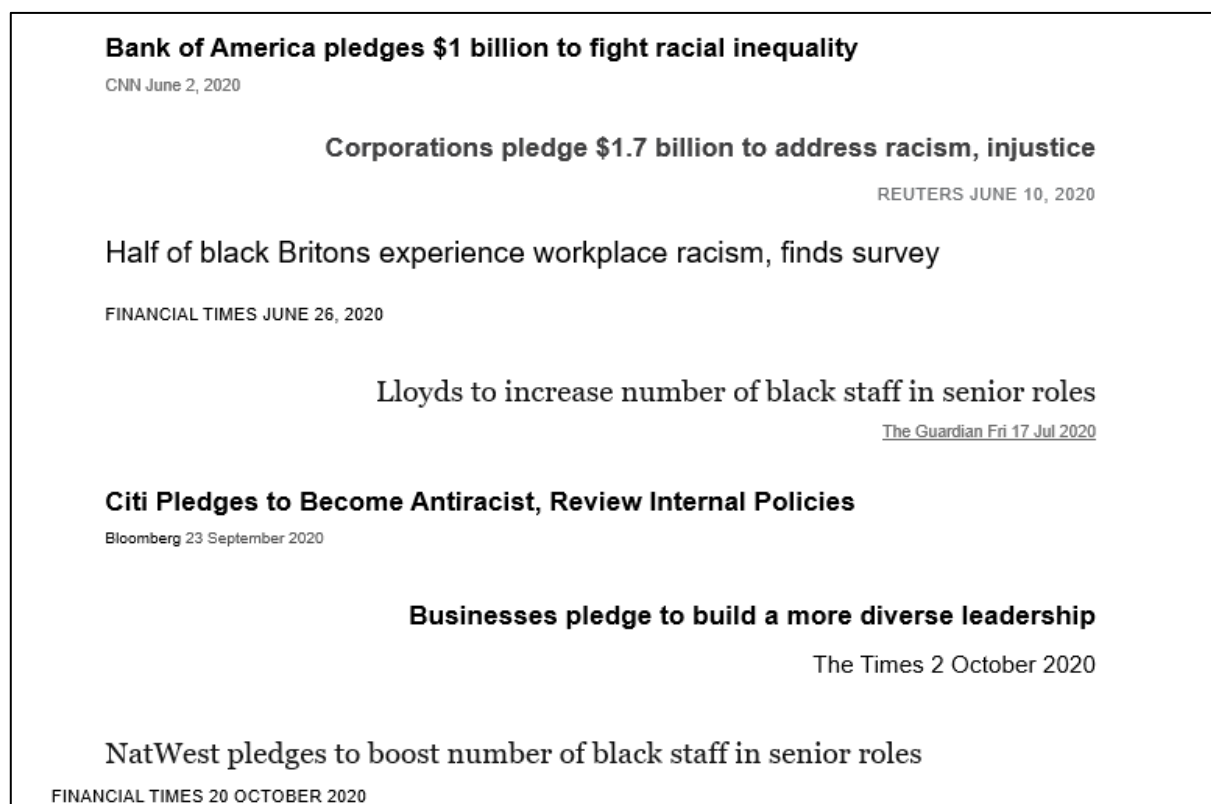 Bank of America pledges $1 billion to fight racial inequality
CNN June 2, 2020
Corporations pledge $1.7 billion to address racism, injustice
REUTERS JUNE 10, 2020
Half of black Britons experience workplace racism, finds survey
FINANCIAL TIMES JUNE 26, 2020
Lloyds to increase number of black staff in senior roles
The Guardian Fri 17 Jul 2020
Citi Pledges to Become Antiracist, Review Internal Policies
Bloomberg 23 September 2020
Businesses pledge to build a more diverse leadership
The Times 2 October 2020
NatWest pledges to boost number of black staff in senior roles
FINANCIAL TIMES 20 OCTOBER 2020